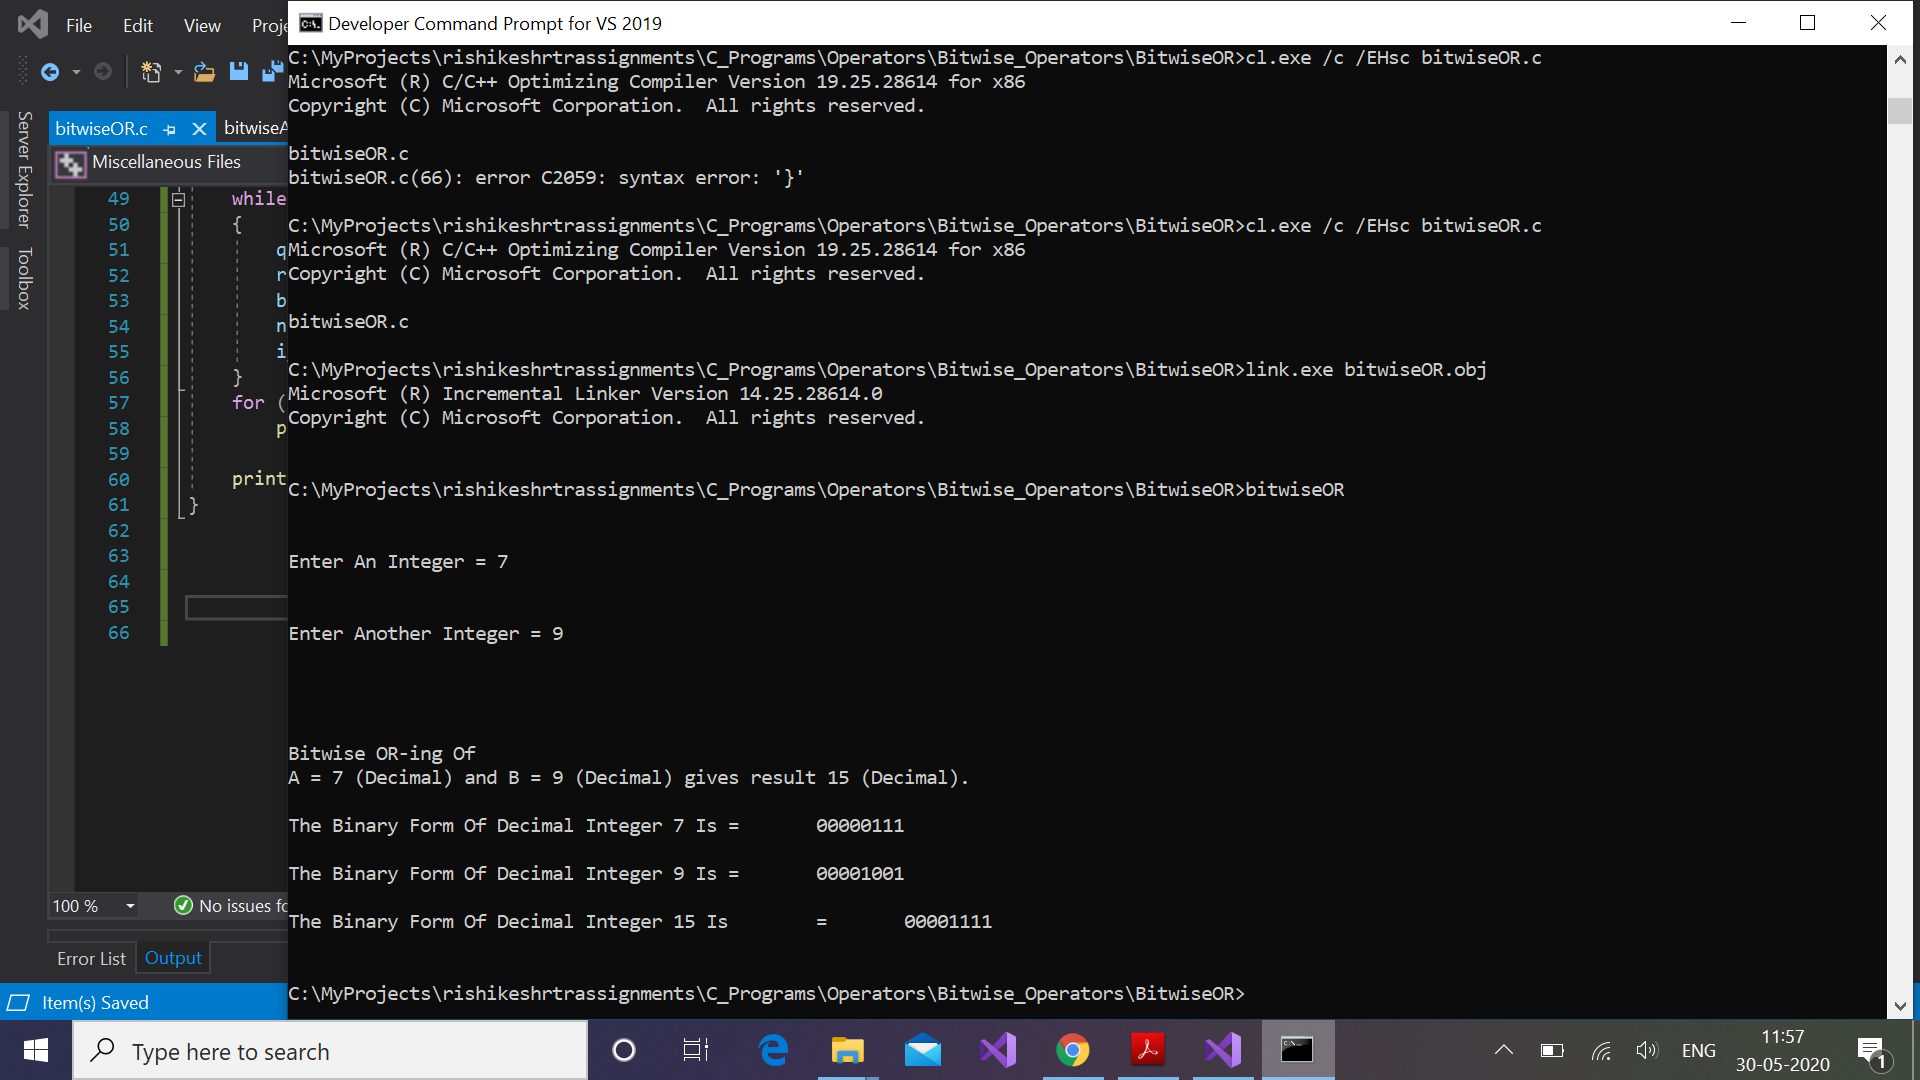 File Edit View Proje
Developer Command Prompt for VS 2019
Server Explorer
Toolbox
bitwiseOR.c
bitwiseA
Miscellaneous Files
49 while
50 {
51 q
52 r
53 b
54 n
55 i
56 }
57 for (
58 p
59
60 print
61 }
62
63
64
65
66
100 %
No issues fo
Error List
Output
Item(s) Saved
C:\MyProjects\rishikeshrtrassignments\C_Programs\Operators\Bitwise_Operators\BitwiseOR>cl.exe /c /EHsc bitwiseOR.c
Microsoft (R) C/C++ Optimizing Compiler Version 19.25.28614 for x86
Copyright (C) Microsoft Corporation.  All rights reserved.
bitwiseOR.c
bitwiseOR.c(66): error C2059: syntax error: '}'
C:\MyProjects\rishikeshrtrassignments\C_Programs\Operators\Bitwise_Operators\BitwiseOR>cl.exe /c /EHsc bitwiseOR.c
Microsoft (R) C/C++ Optimizing Compiler Version 19.25.28614 for x86
Copyright (C) Microsoft Corporation.  All rights reserved.
bitwiseOR.c
C:\MyProjects\rishikeshrtrassignments\C_Programs\Operators\Bitwise_Operators\BitwiseOR>link.exe bitwiseOR.obj
Microsoft (R) Incremental Linker Version 14.25.28614.0
Copyright (C) Microsoft Corporation.  All rights reserved.
C:\MyProjects\rishikeshrtrassignments\C_Programs\Operators\Bitwise_Operators\BitwiseOR>bitwiseOR
Enter An Integer = 7
Enter Another Integer = 9
Bitwise OR-ing Of
A = 7 (Decimal) and B = 9 (Decimal) gives result 15 (Decimal).
The Binary Form Of Decimal Integer 7 Is =       00000111
The Binary Form Of Decimal Integer 9 Is =       00001001
The Binary Form Of Decimal Integer 15 Is        =       00001111
C:\MyProjects\rishikeshrtrassignments\C_Programs\Operators\Bitwise_Operators\BitwiseOR>
Type here to search
ENG
11:57
30-05-2020
1